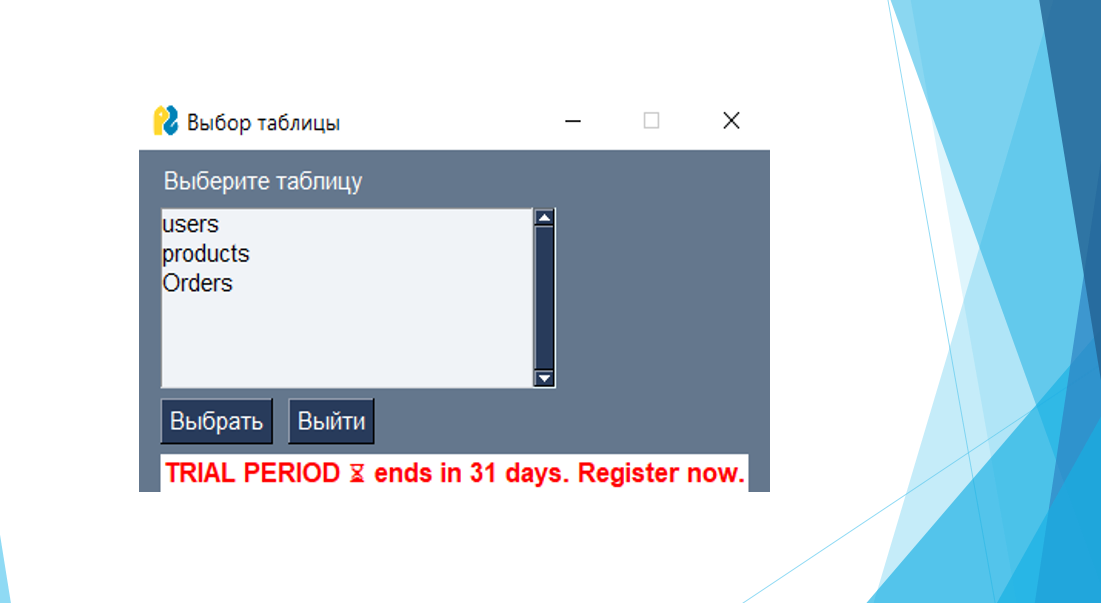 Выбор таблицы
Выберите таблицу
users
products
Orders
Выбрать Выйти
TRIAL PERIOD ⌛ ends in 31 days. Register now.